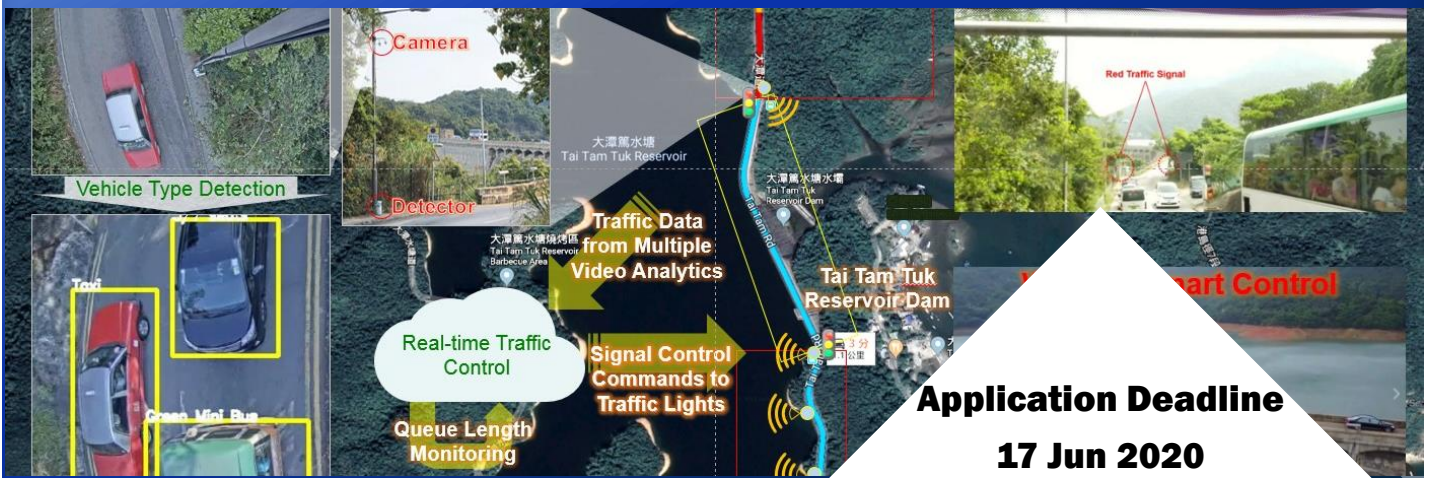 Camera
Detector
Vehicle Type Detection
Taxi
Green Mini Bus
大潭篤水塘
Tai Tam Tuk Reservoir
大潭篤水塘水壩
Tai Tam Tuk
Reservoir Dam
Tai Tam Rd
大潭篤水塘燒烤區
Tai Tam Tuk Reservoir
Barbecue Area
Traffic Data
from Multiple
Video Analytics
Real-time Traffic
Control
Signal Control
Commands to
Traffic Lights
Queue Length
Monitoring
Tai Tam Tuk
Reservoir Dam
3 分
公里
Red Traffic Signal
Control
Application Deadline
17 Jun 2020